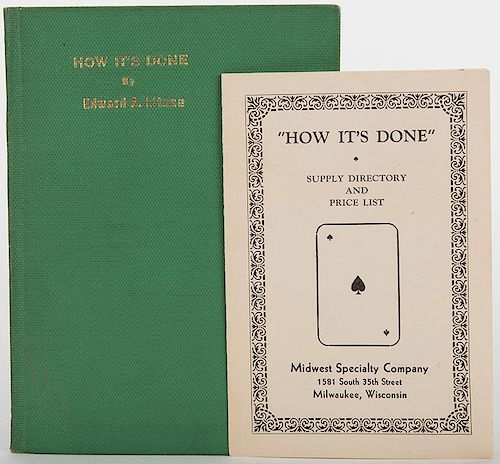 HOW IT'S DONE
By
Edward A. Litzau
"HOW IT'S DONE"
SUPPLY DIRECTORY
AND
PRICE LIST
Midwest Specialty Company
1581 South 35th Street
Milwaukee, Wisconsin